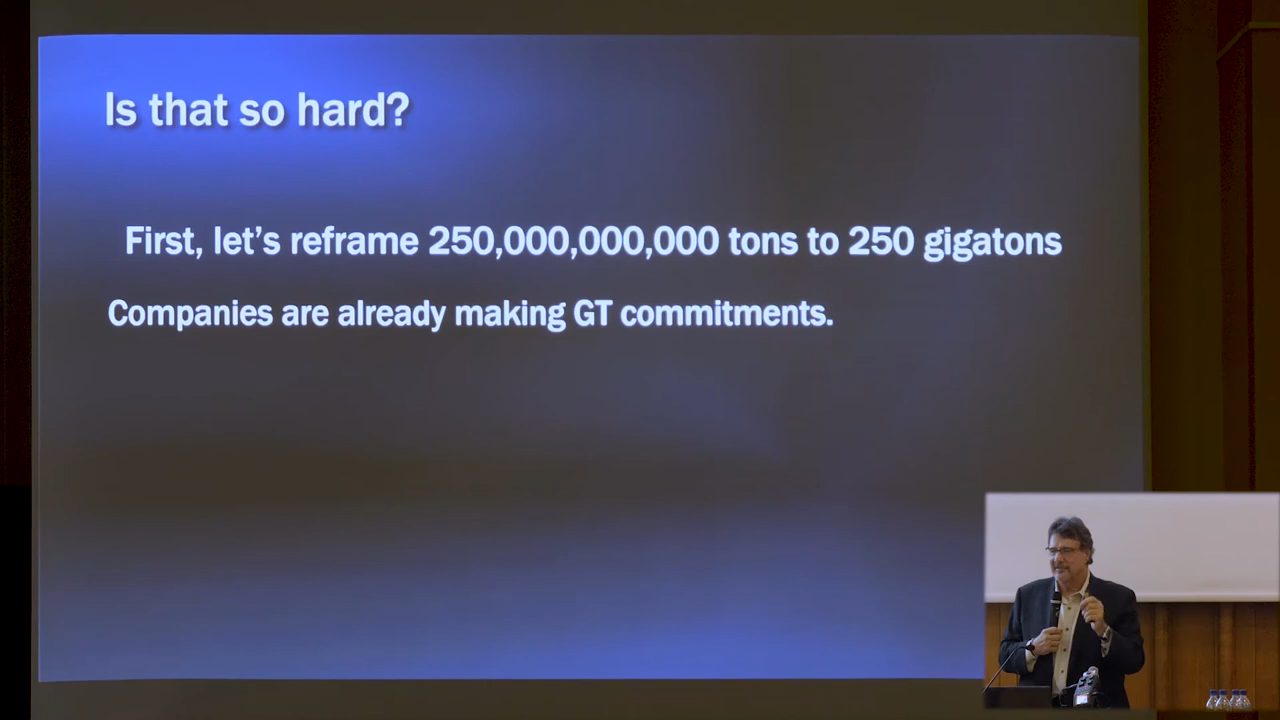 Is that so hard?
First, let's reframe 250,000,000,000 tons to 250 gigatons
Companies are already making GT commitments.